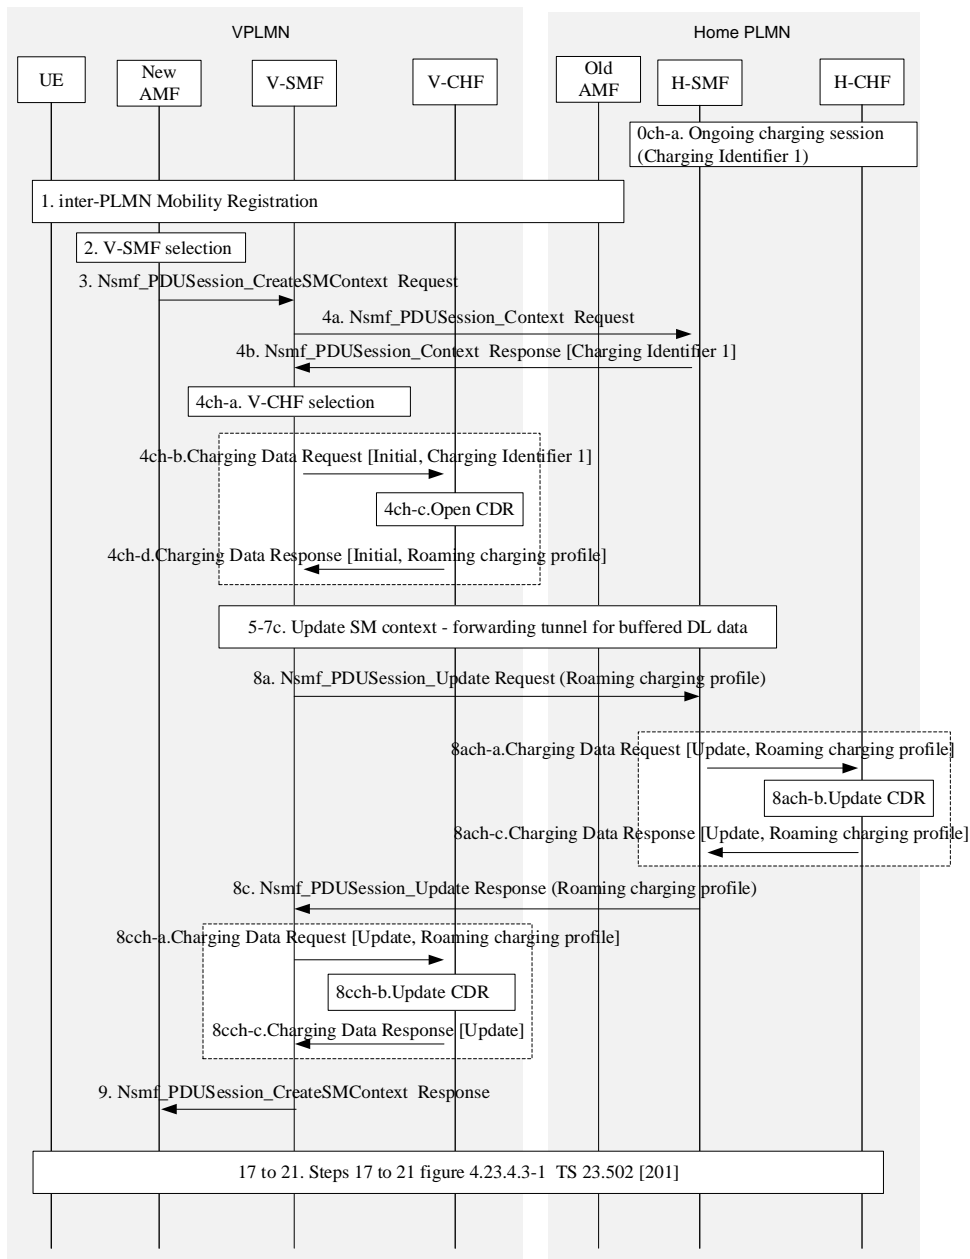 VPLMN
Home PLMN
UE
New
AMF
V-SMF
V-CHF
Old
AMF
H-SMF
H-CHF
0ch-a. Ongoing charging session
(Charging Identifier 1)
1. inter-PLMN Mobility Registration
2. V-SMF selection
3. Nsmf_PDUSession_CreateSMContext Request
4a. Nsmf_PDUSession_Context Request
4b. Nsmf_PDUSession_Context Response [Charging Identifier 1]
4ch-a. V-CHF selection
4ch-b.Charging Data Request [Initial, Charging Identifier 1]
4ch-c.Open CDR
4ch-d.Charging Data Response [Initial, Roaming charging profile]
5-7c. Update SM context - forwarding tunnel for buffered DL data
8a. Nsmf_PDUSession_Update Request (Roaming charging profile)
8ach-a.Charging Data Request [Update, Roaming charging profile]
8ach-b.Update CDR
8ach-c.Charging Data Response [Update, Roaming charging profile]
8c. Nsmf_PDUSession_Update Response (Roaming charging profile)
8cch-a.Charging Data Request [Update, Roaming charging profile]
8cch-b.Update CDR
8cch-c.Charging Data Response [Update]
9. Nsmf_PDUSession_CreateSMContext Response
17 to 21. Steps 17 to 21 figure 4.23.4.3-1 TS 23.502 [201]